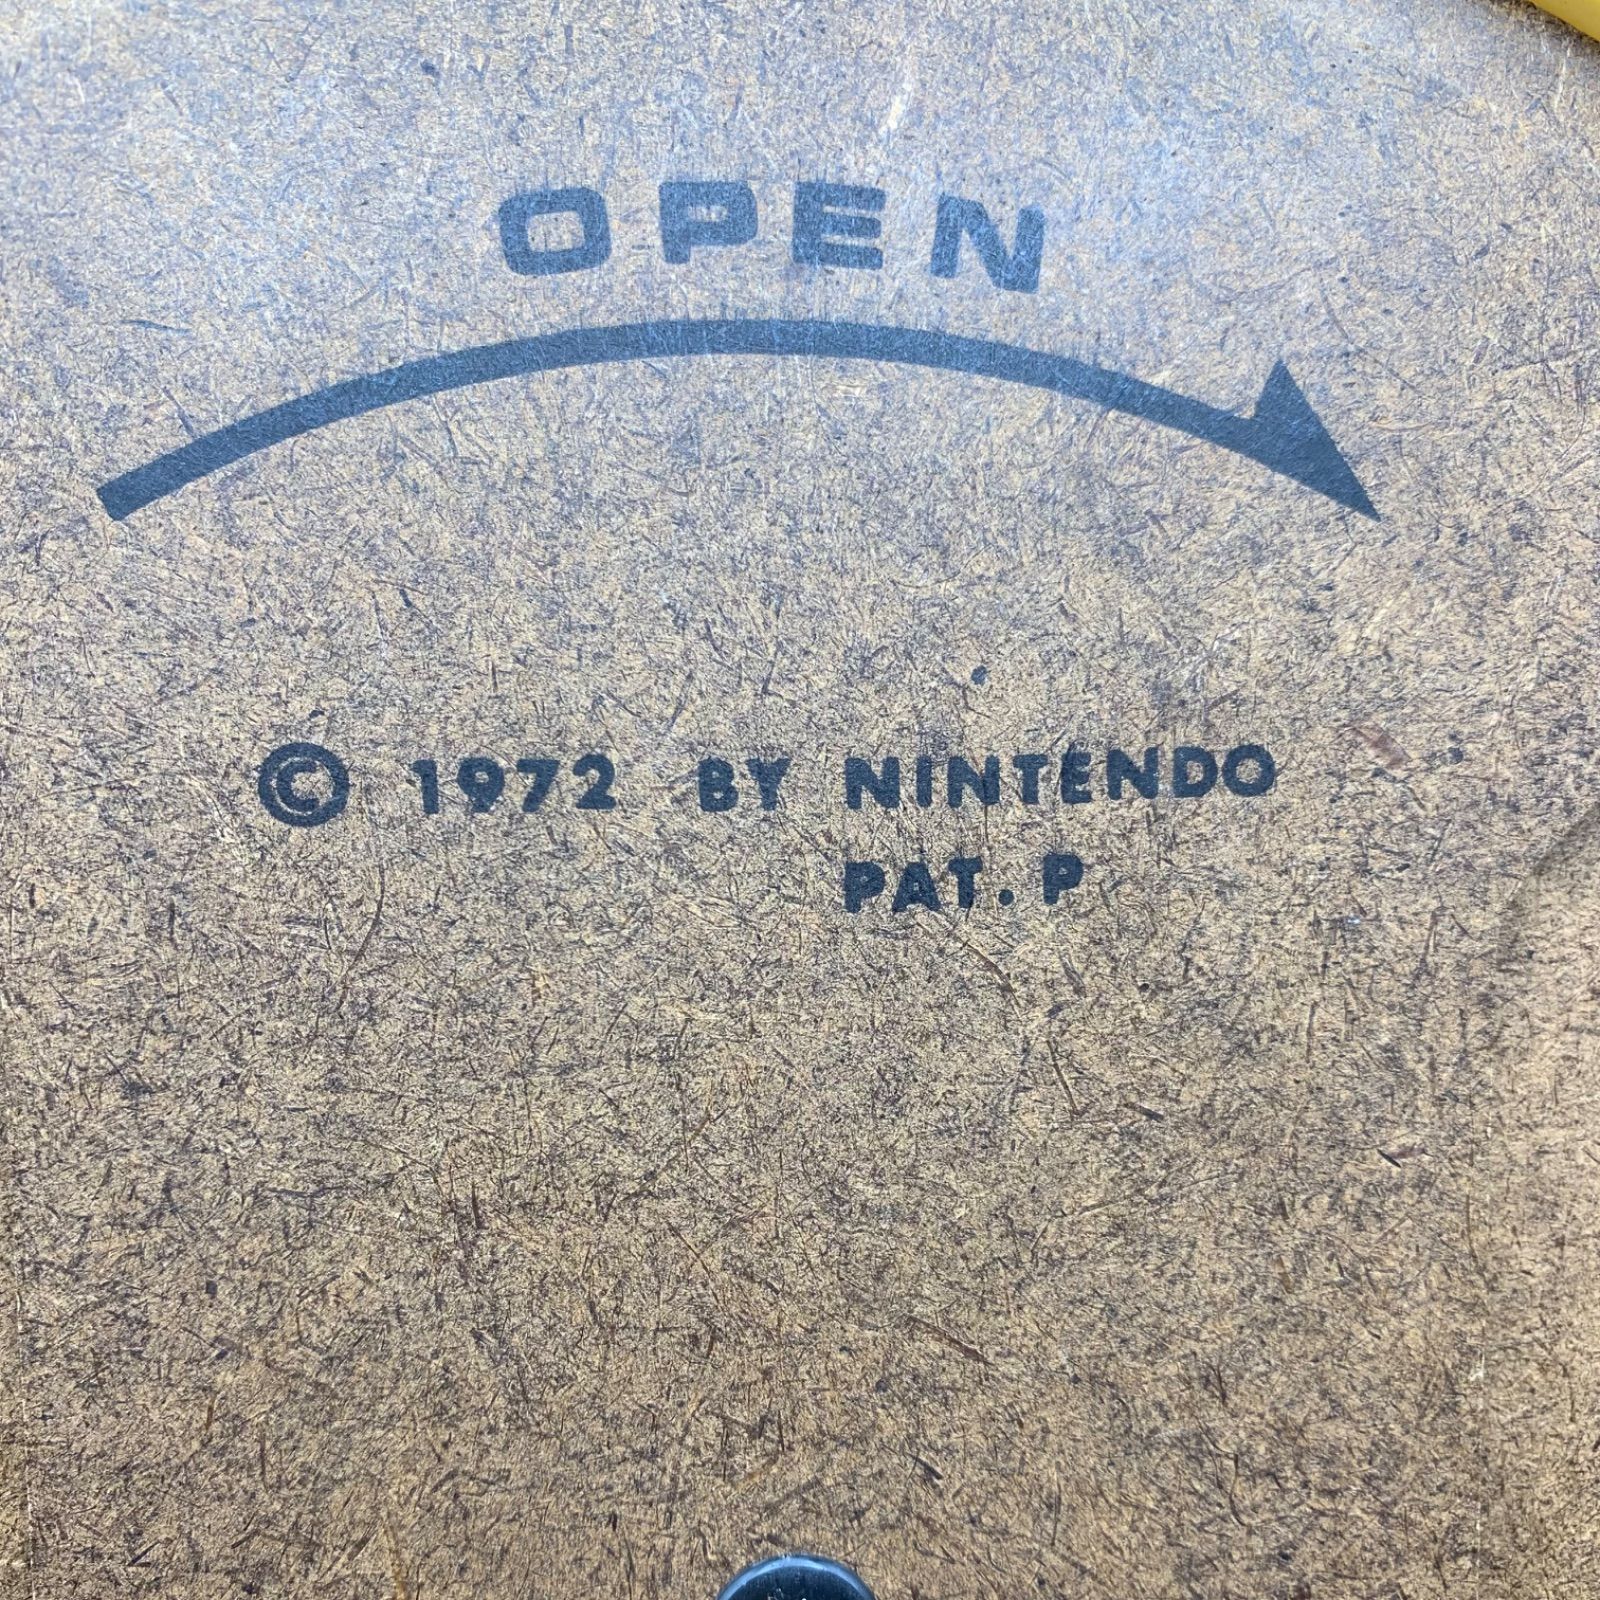 OPEN
© 1972 BY NINTENDO
PAT. P